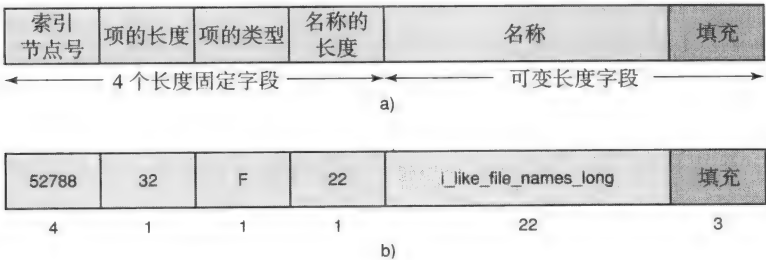 索引
节点号
项的长度
项的类型
名称的
长度
名称
填充
4 个长度固定字段
可变长度字段
a)
52788
32
F
22
i_like_file_names_long
填充
4
1
1
1
22
3
b)